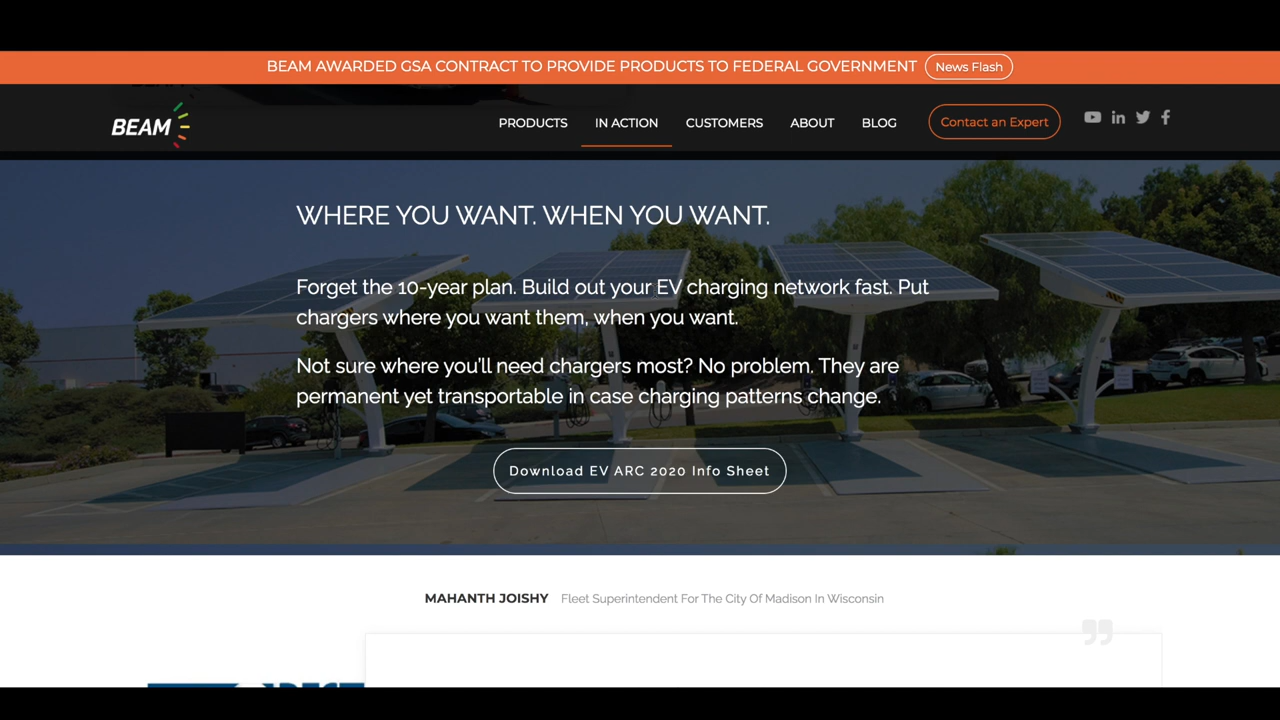 BEAM AWARDED GSA CONTRACT TO PROVIDE PRODUCTS TO FEDERAL GOVERNMENT News Flash
BEAM PRODUCTS IN ACTION CUSTOMERS ABOUT BLOG Contact an Expert
WHERE YOU WANT. WHEN YOU WANT.
Forget the 10-year plan. Build out your EV charging network fast. Put
chargers where you want them, when you want.
Not sure where you'll need chargers most? No problem. They are
permanent yet transportable in case charging patterns change.
Download EV ARC 2020 Info Sheet
MAHANTH JOISHY Fleet Superintendent For The City Of Madison In Wisconsin